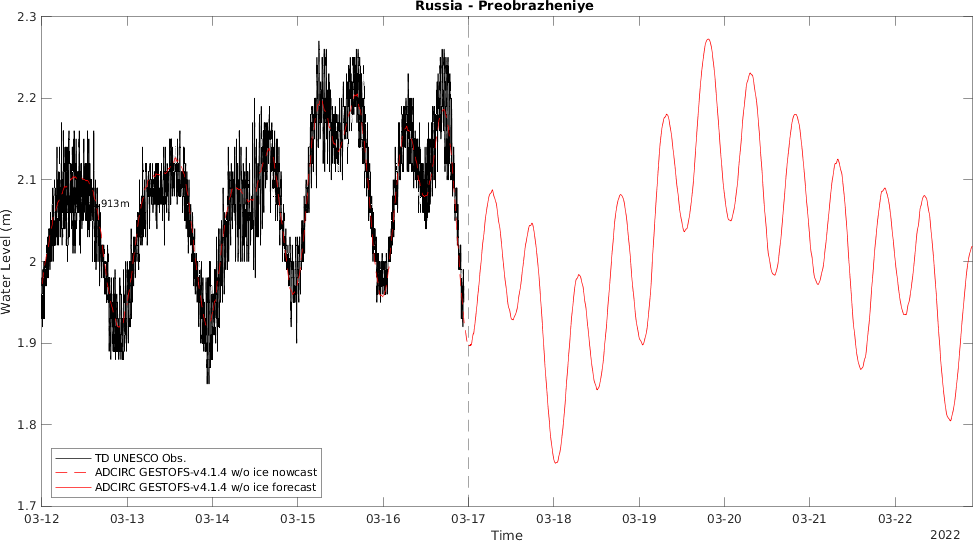 Russia - Preobrazheniye
2.3
2.2
2.1
2
1.9
1.8
1.7
Water Level (m)
.913m
TD UNESCO Obs.
ADCIRC GESTOFS-v4.1.4 w/o ice nowcast
ADCIRC GESTOFS-v4.1.4 w/o ice forecast
03-12 03-13 03-14 03-15 03-16 03-17 03-18 03-19 03-20 03-21 03-22
Time
2022